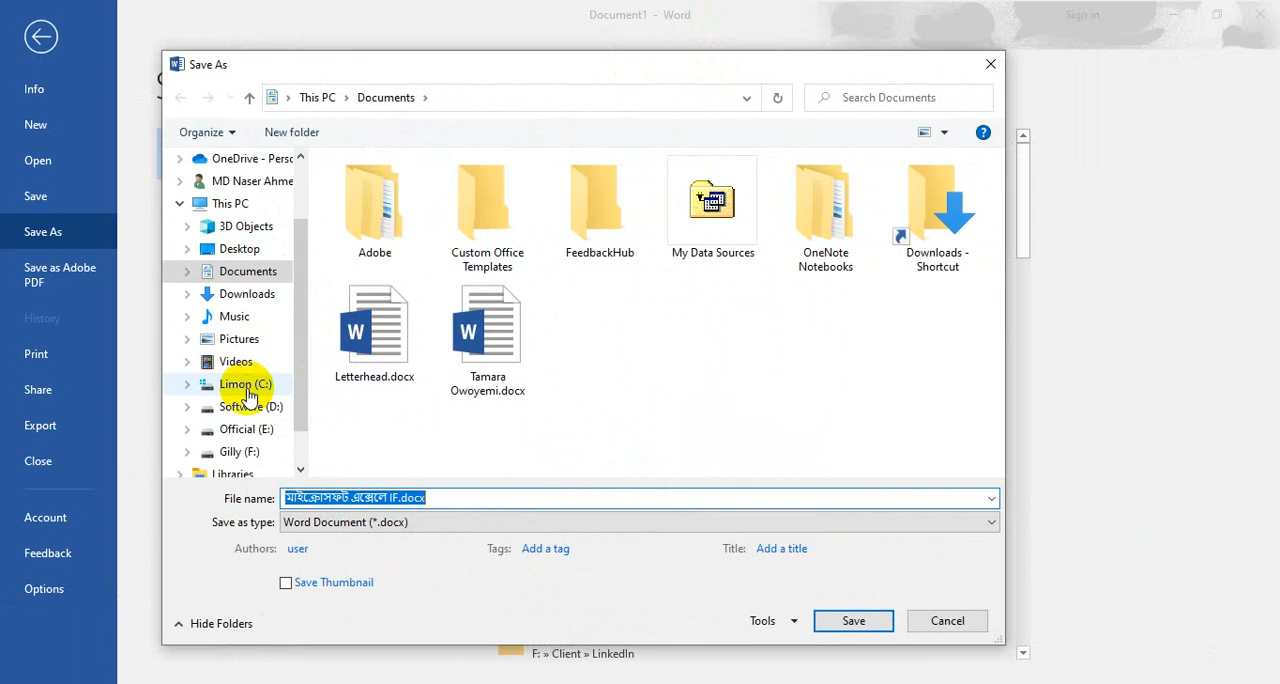 Document1 - Word
Sign in
Info
New
Open
Save
Save As
Save as Adobe
PDF
History
Print
Share
Export
Close
Account
Feedback
Options
Save As
This PC
Documents
Search Documents
Organize
New folder
OneDrive - Perso
MD Naser Ahme
This PC
3D Objects
Desktop
Documents
Downloads
Music
Pictures
Videos
Limon (C:)
Software (D:)
Official (E:)
Gilly (F:)
Libraries
Adobe
Custom Office
Templates
FeedbackHub
My Data Sources
OneNote
Notebooks
Downloads -
Shortcut
Letterhead.docx
Tamara
Owoyemi.docx
File name: মাইক্রোসফট এক্সেলে IF.docx
Save as type: Word Document (*.docx)
Authors: user
Tags: Add a tag
Title: Add a title
Save Thumbnail
Hide Folders
Tools
Save
Cancel
F: » Client » LinkedIn